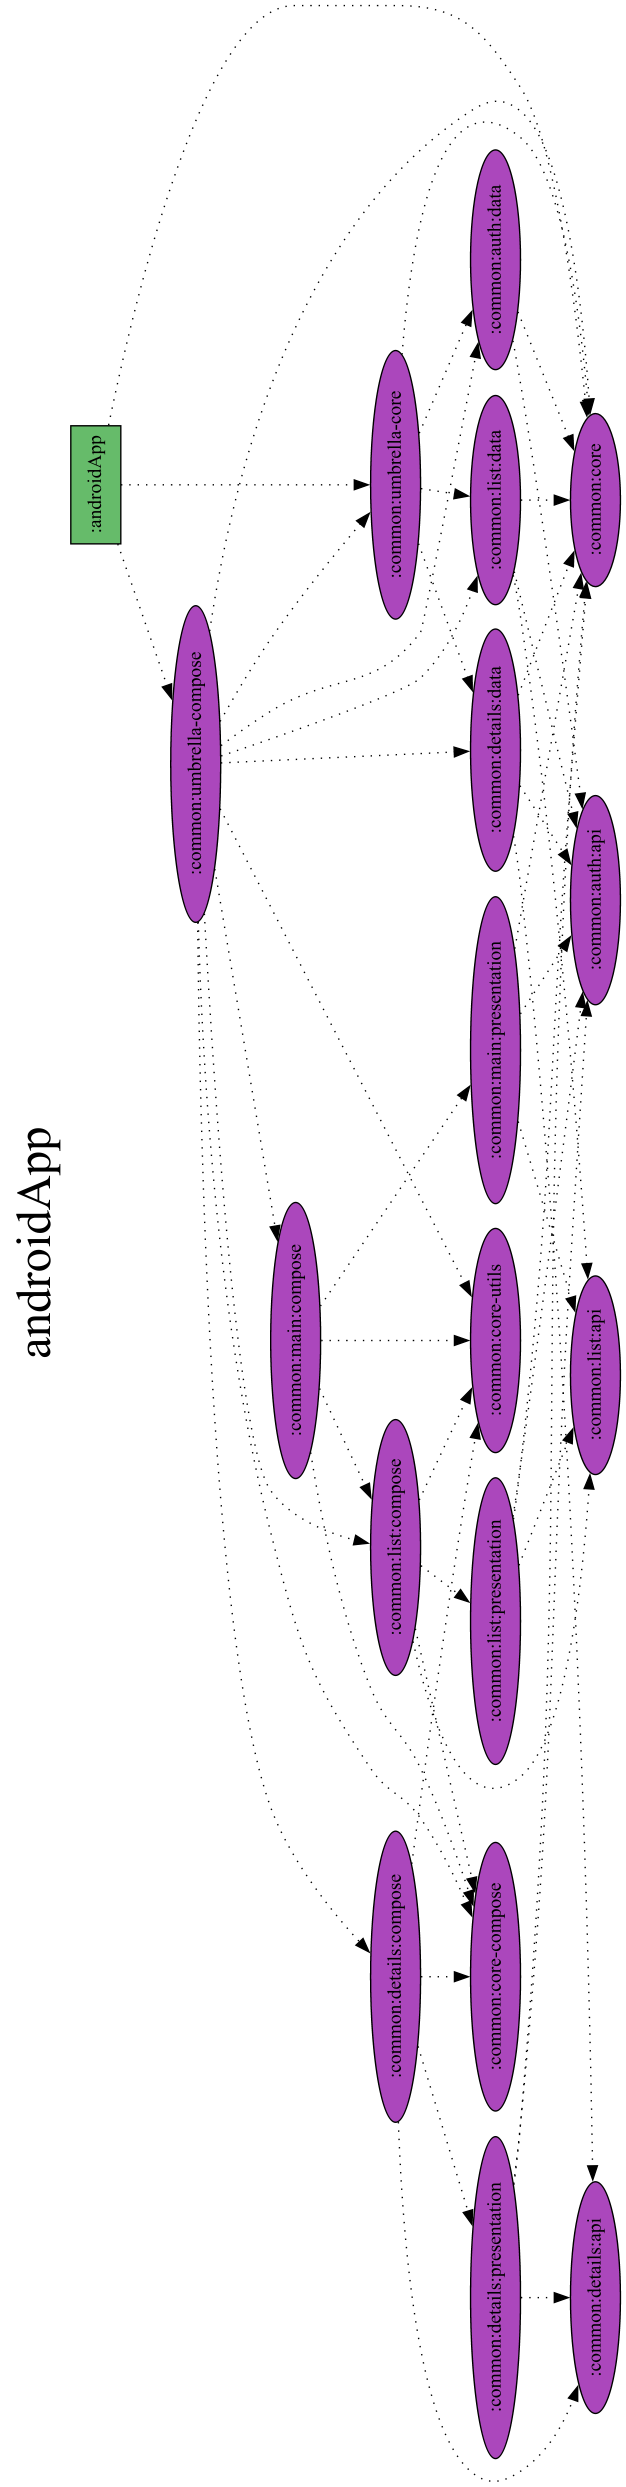 androidApp
:androidApp
:common:umbrella-compose
:common:main:compose
:common:details:compose
:common:list:compose
:common:umbrella-core
:common:details:presentation
:common:core-compose
:common:list:presentation
:common:core-utils
:common:main:presentation
:common:details:data
:common:list:data
:common:auth:data
:common:details:api
:common:list:api
:common:auth:api
:common:core